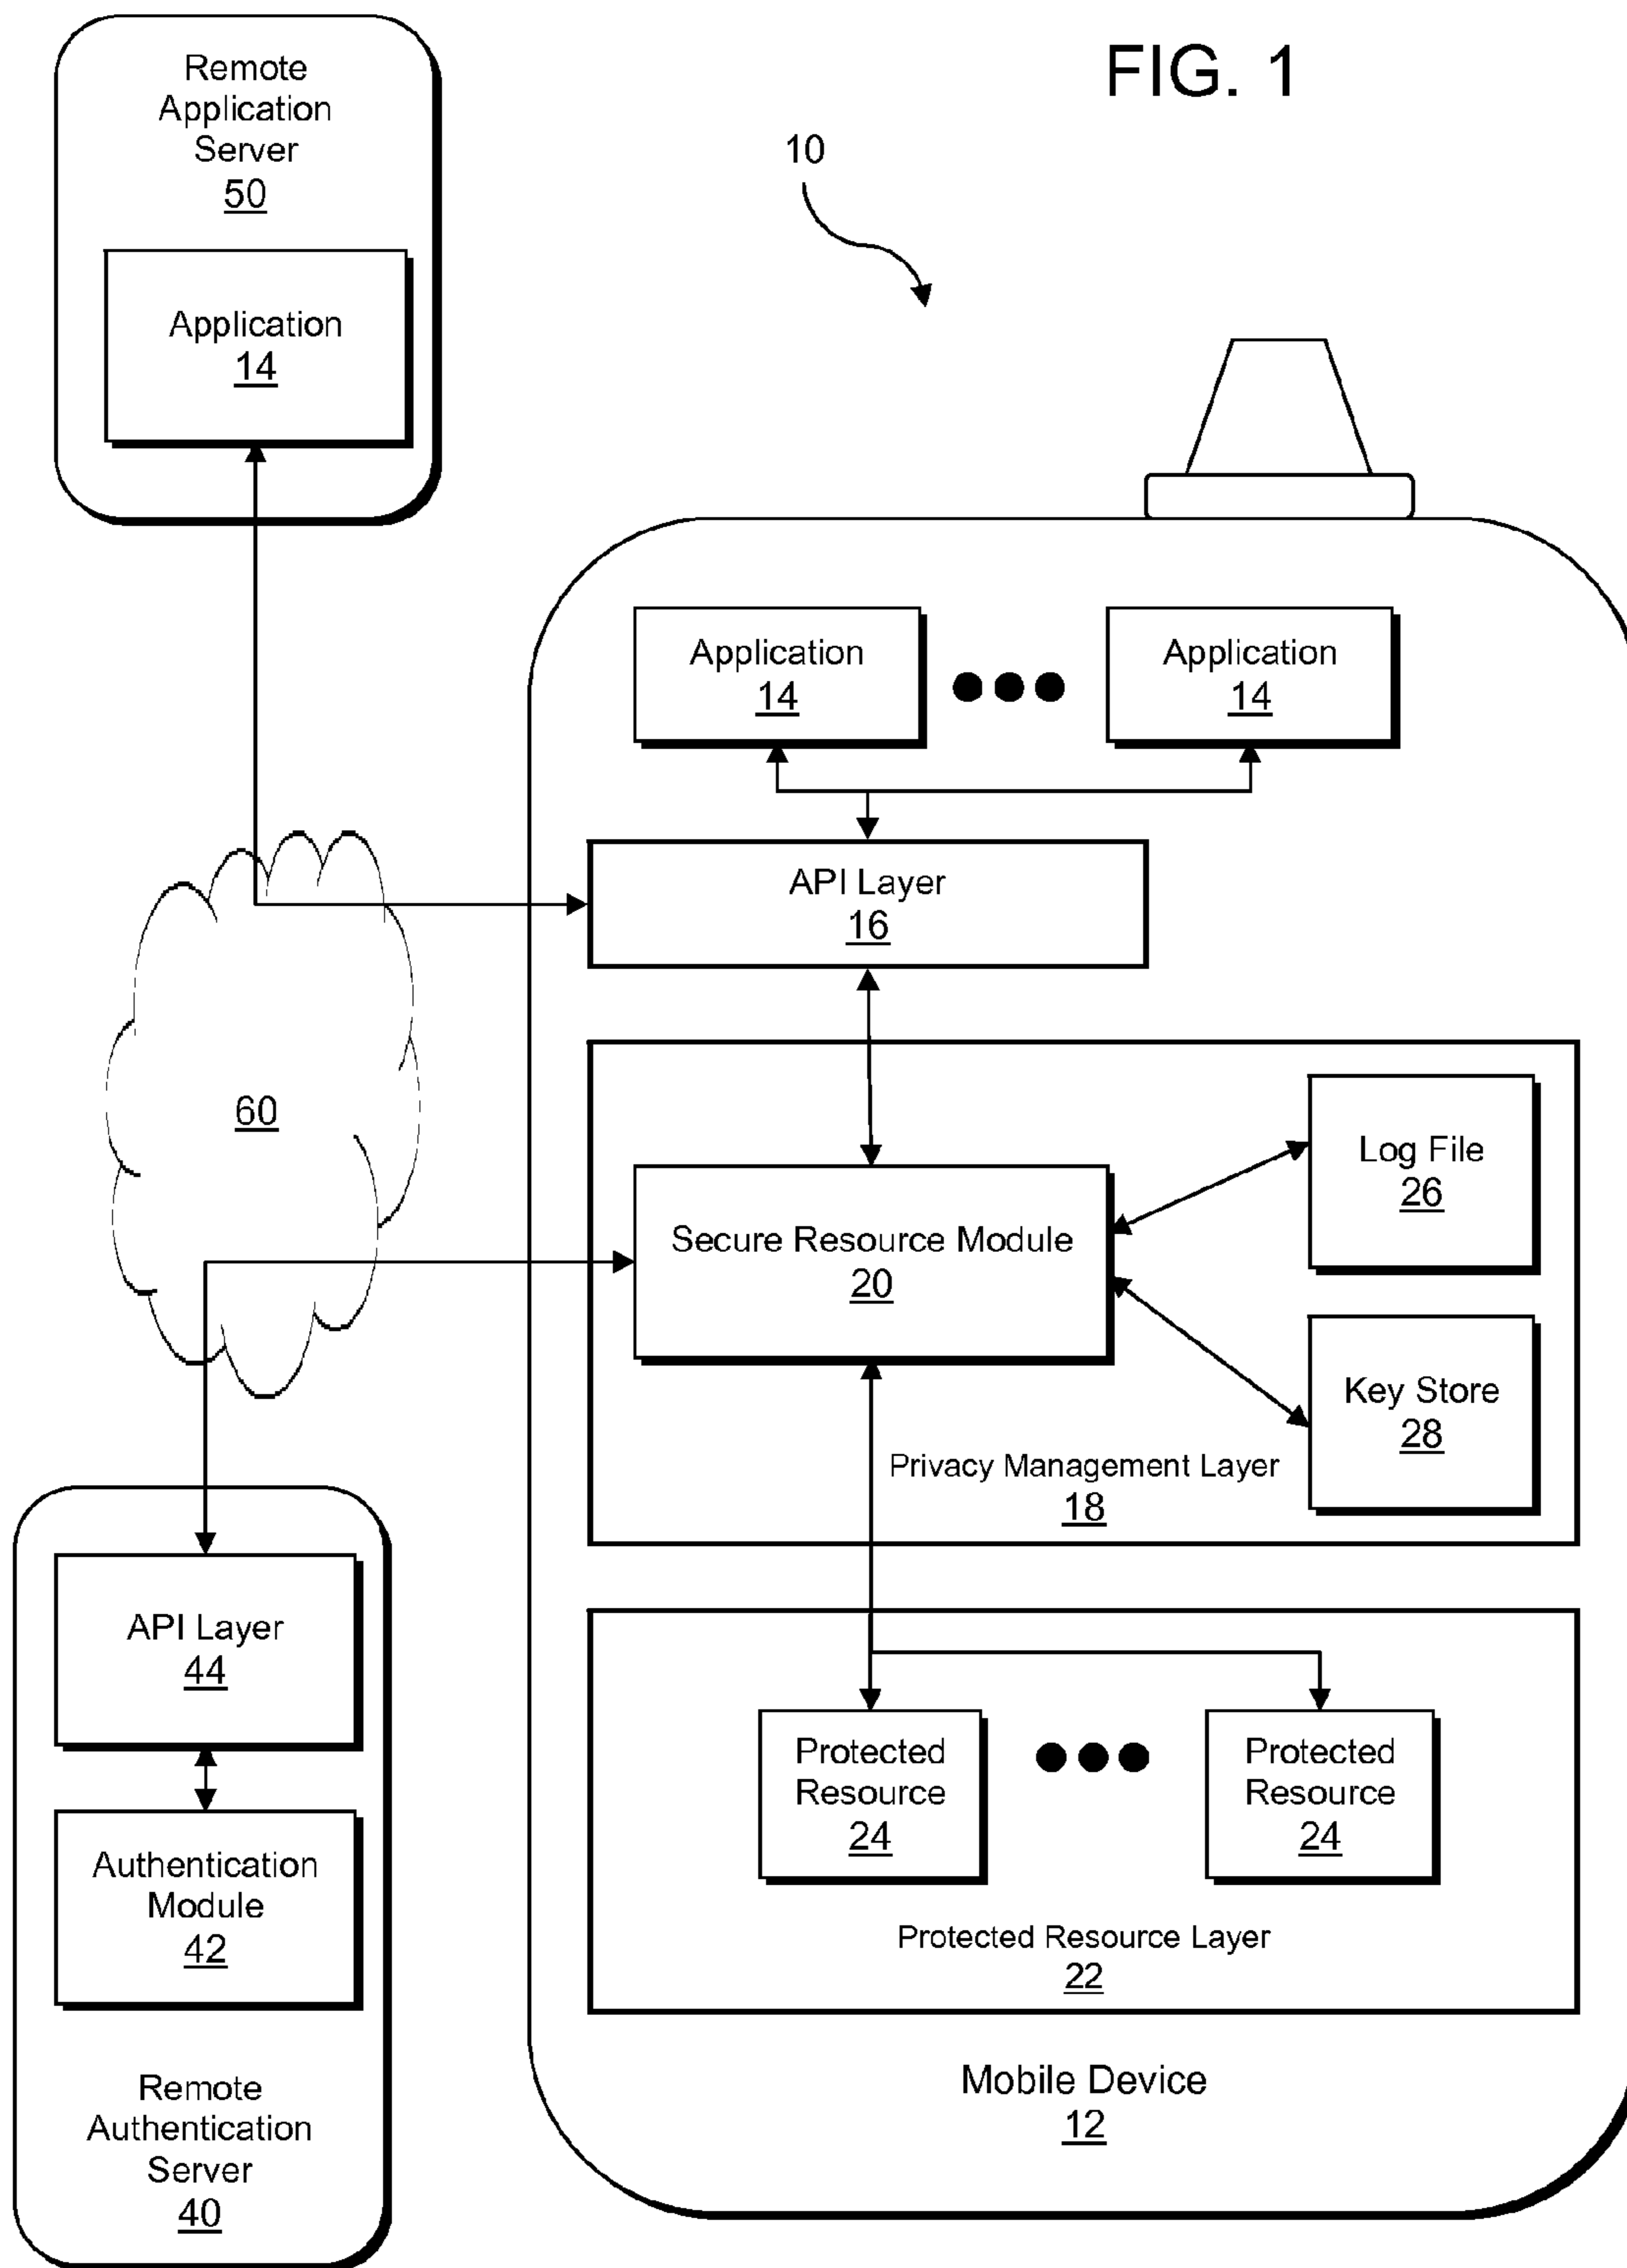 FIG. 1
10
Remote
Application
Server
50
Application
14
Application
14
Application
14
API Layer
16
60
Secure Resource Module
20
Log File
26
Key Store
28
Privacy Management Layer
18
Protected
Resource
24
Protected
Resource
24
Protected Resource Layer
22
Mobile Device
12
API Layer
44
Authentication
Module
42
Remote
Authentication
Server
40